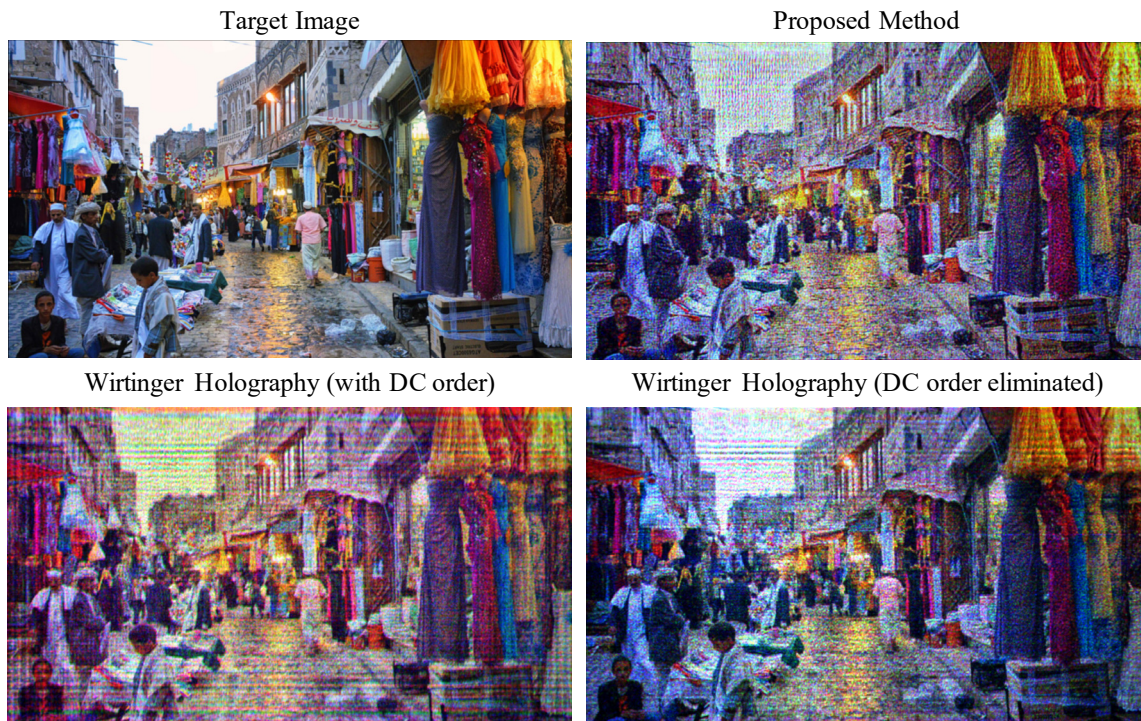 Target Image
Proposed Method
Wirtinger Holography (with DC order)
Wirtinger Holography (DC order eliminated)